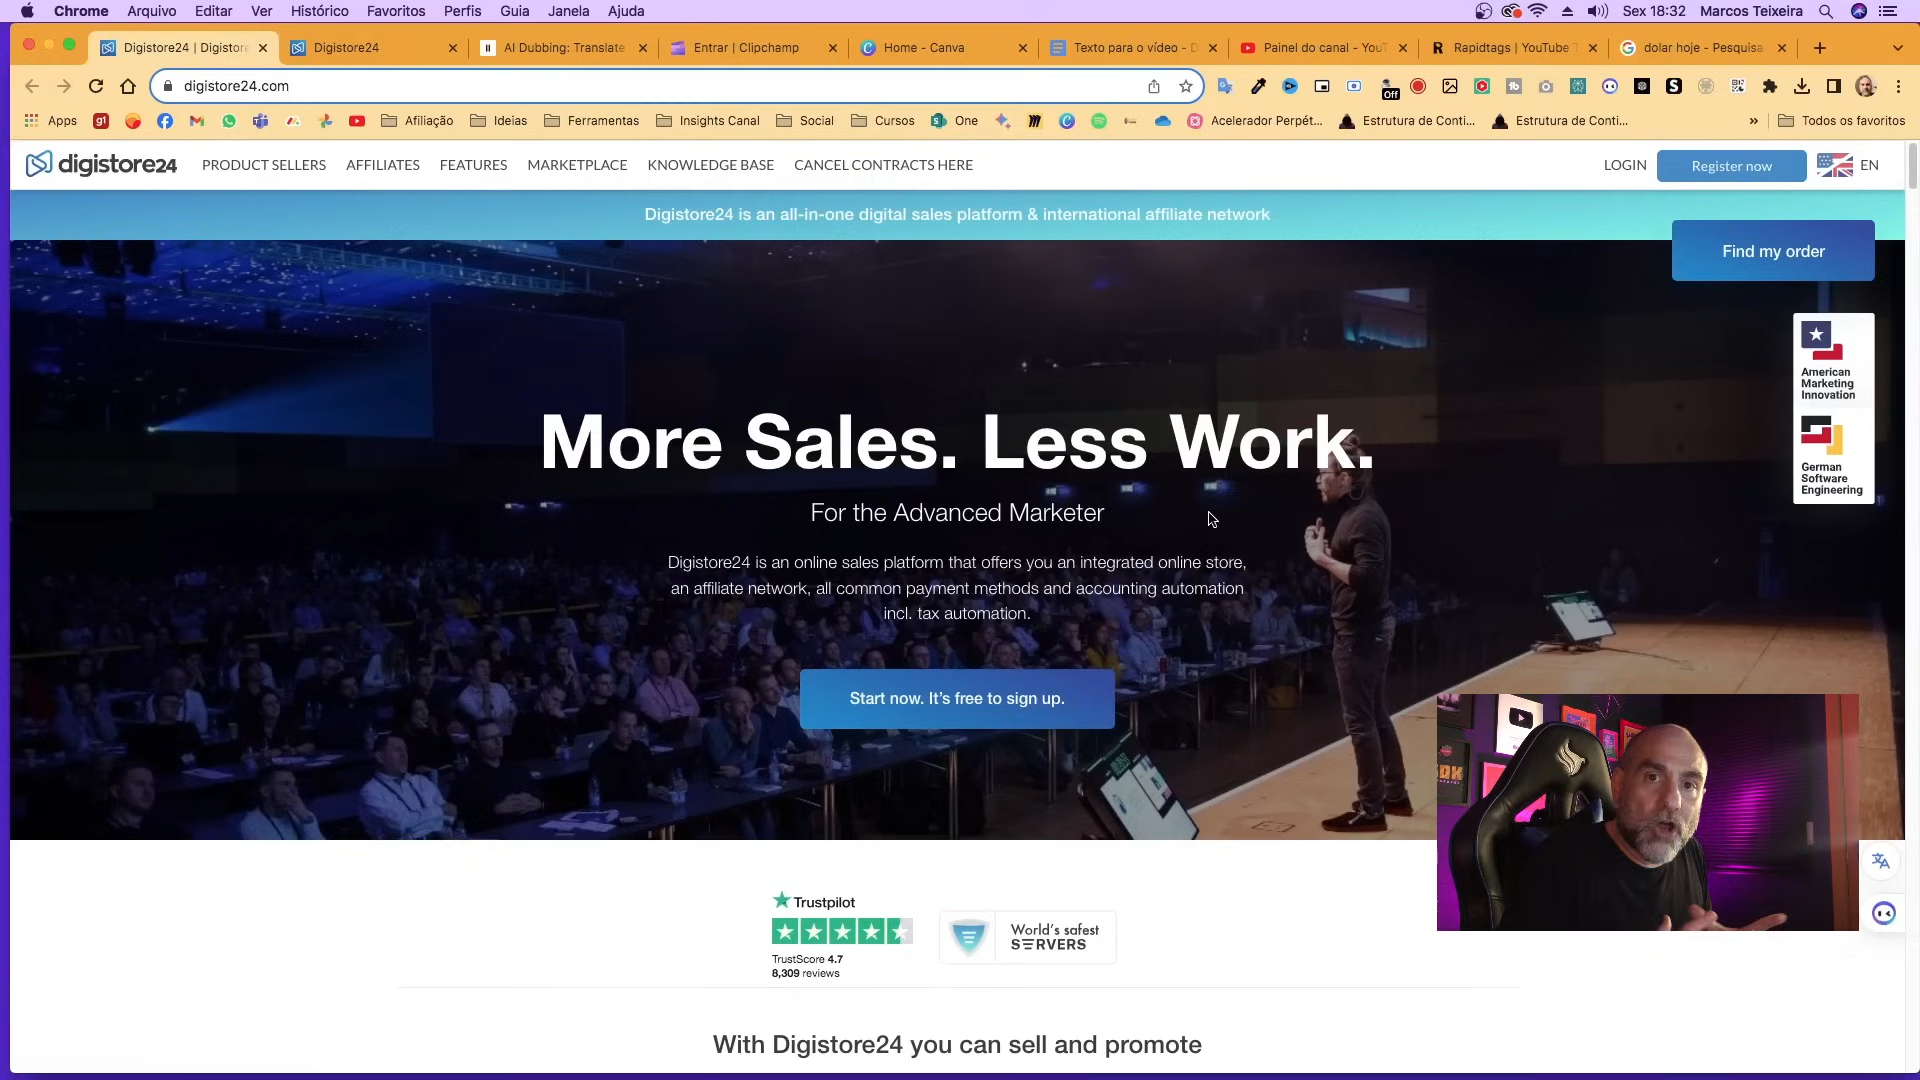 Chrome Arquivo Editar Ver Histórico Favoritos Perfis Guia Janela Ajuda Sex 18:32 Marcos Teixeira
Digistore24 | Digistore Digistore24 AI Dubbing: Translate Entrar | Clipchamp Home - Canva Texto para o vídeo - D Painel do canal - YouT Rapidtags | YouTube T dolar hoje - Pesquisa
digistore24.com
Off
Apps Afiliação Ideias Ferramentas Insights Canal Social Cursos One Acelerador Perpét... Estrutura de Conti... Estrutura de Conti... » Todos os favoritos
digistore24 PRODUCT SELLERS AFFILIATES FEATURES MARKETPLACE KNOWLEDGE BASE CANCEL CONTRACTS HERE LOGIN Register now EN
Digistore24 is an all-in-one digital sales platform & international affiliate network
Find my order
American
Marketing
Innovation
German
Software
Engineering
More Sales. Less Work.
For the Advanced Marketer
Digistore24 is an online sales platform that offers you an integrated online store,
an affiliate network, all common payment methods and accounting automation
incl. tax automation.
Start now. It's free to sign up.
Trustpilot
TrustScore 4.7
8,309 reviews
World's safest
SERVERS
With Digistore24 you can sell and promote